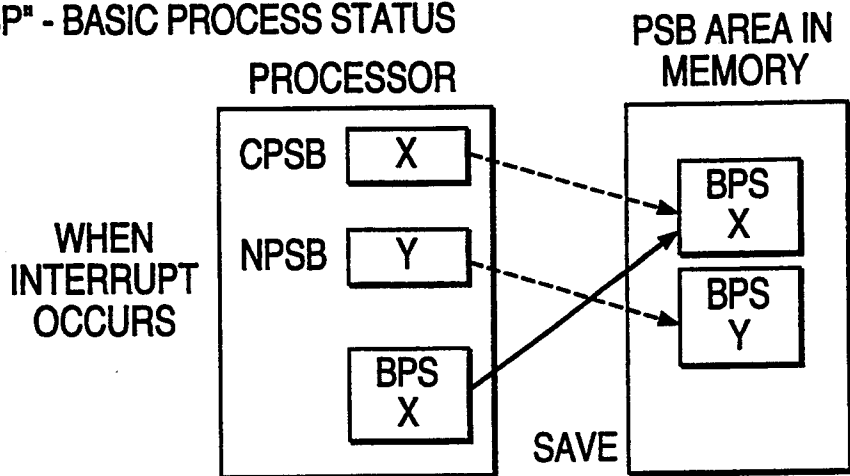 P" - BASIC PROCESS STATUS
PROCESSOR
PSB AREA IN
MEMORY
CPSB X
NPSB Y
WHEN
INTERRUPT
OCCURS
BPS
X
BPS
X
BPS
Y
SAVE